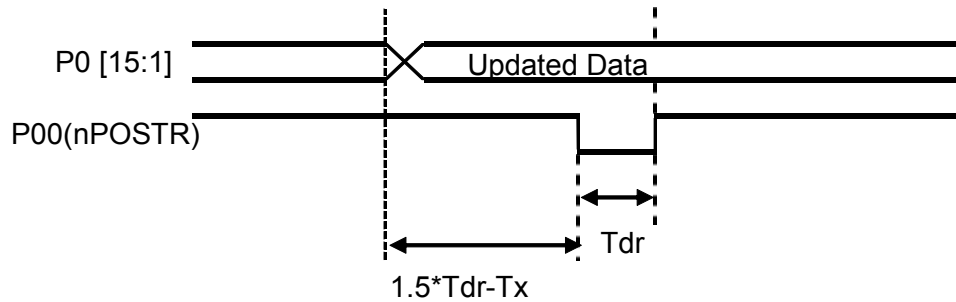 P0 [15:1]
Updated Data
P00(nPOSTR)
Tdr
1.5*Tdr-Tx